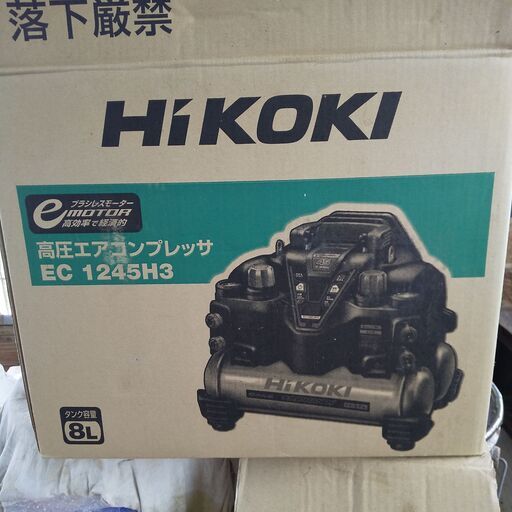 落下厳禁
HiKOKI
ブラシレスモーター
e MOTOR
高効率で経済的
高圧エアコンプレッサ
EC 1245H3
45
HiKOKI
タンク容量
8L